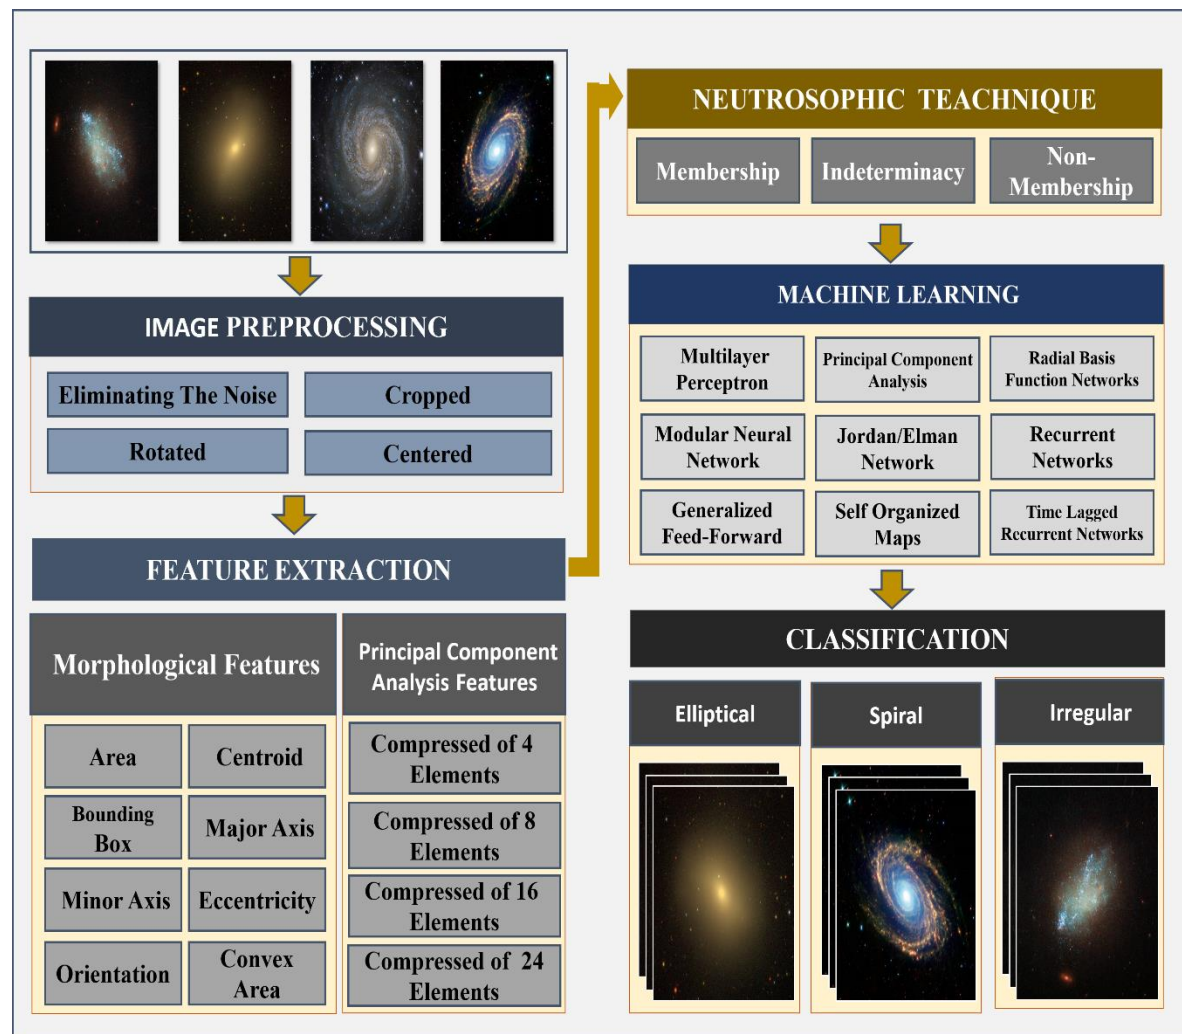 IMAGE PREPROCESSING
Eliminating The Noise
Cropped
Rotated
Centered
FEATURE EXTRACTION
Morphological Features
Area
Centroid
Bounding
Box
Major Axis
Minor Axis
Eccentricity
Orientation
Convex
Area
Principal Component
Analysis Features
Compressed of 4
Elements
Compressed of 8
Elements
Compressed of 16
Elements
Compressed of 24
Elements
NEUTROSOPHIC TEACHNIQUE
Membership
Indeterminacy
Non-
Membership
MACHINE LEARNING
Multilayer
Perceptron
Principal Component
Analysis
Radial Basis
Function Networks
Modular Neural
Network
Jordan/Elman
Network
Recurrent
Networks
Generalized
Feed-Forward
Self Organized
Maps
Time Lagged
Recurrent Networks
CLASSIFICATION
Elliptical
Spiral
Irregular